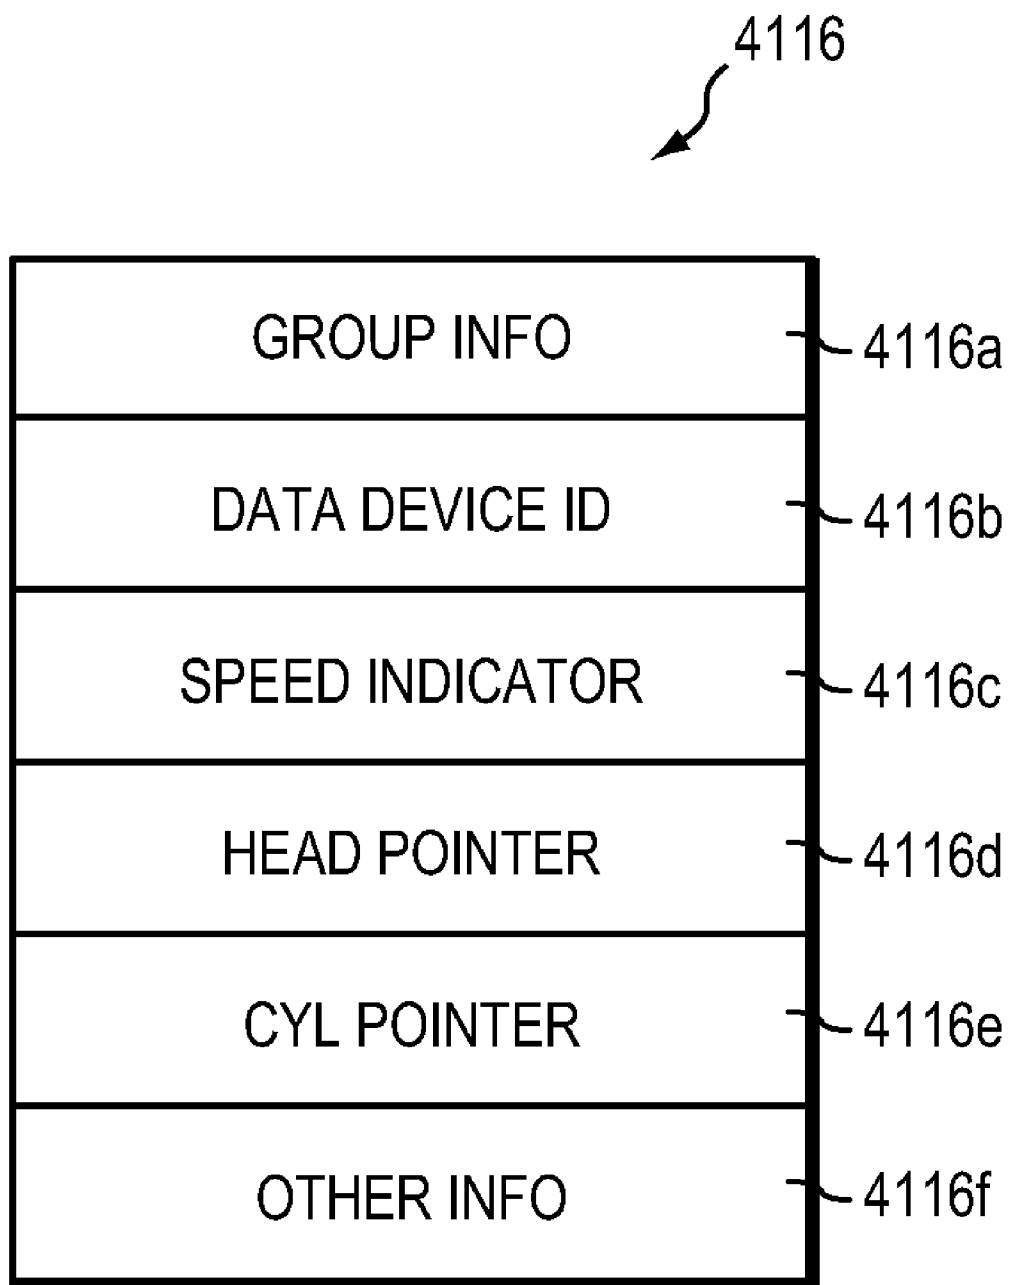 4116
GROUP INFO 4116a
DATA DEVICE ID 4116b
SPEED INDICATOR 4116c
HEAD POINTER 4116d
CYL POINTER 4116e
OTHER INFO 4116f